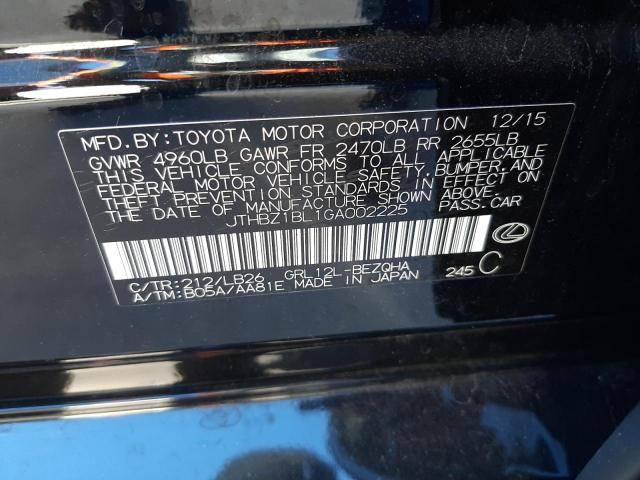 MFD.BY:TOYOTA MOTOR CORPORATION 12/15
GVWR 4960LB GAWR FR 2470LB RR 2655LB
THIS VEHICLE CONFORMS TO ALL APPLICABLE
FEDERAL MOTOR VEHICLE SAFETY,BUMPER,AND
THEFT PREVENTION STANDARDS IN EFFECT ON
THE DATE OF MANUFACTURE SHOWN ABOVE.
JTHBZ1BL1GA002225 PASS.CAR
C/TR:212/LB26 GRL12L-BEZQHA
A/TM:B05A/AA81E MADE IN JAPAN 245 C